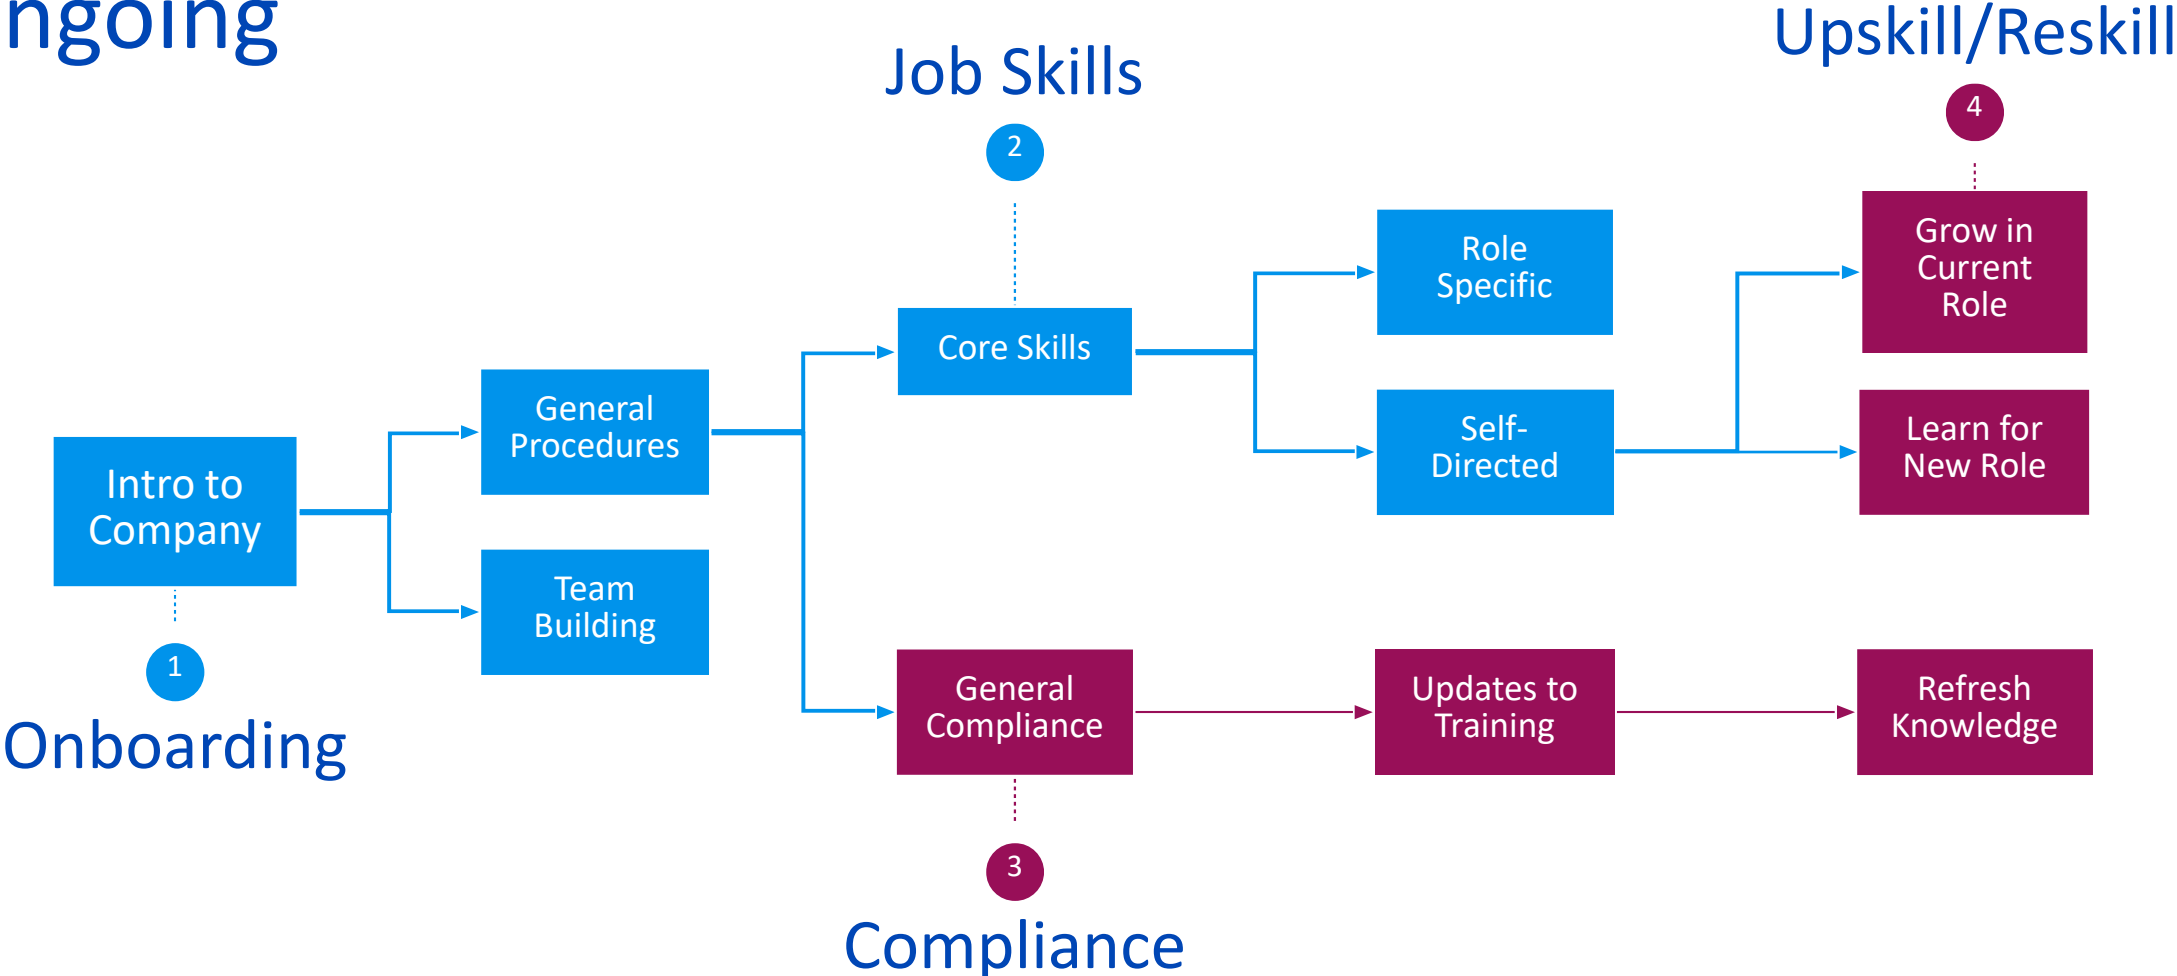 ngoing
Upskill/Reskill
Job Skills
4
2
Grow in
Current
Role
Role
Specific
Core Skills
General
Procedures
Self-
Directed
Learn for
New Role
Intro to
Company
Team
Building
1
Onboarding
General
Compliance
Updates to
Training
Refresh
Knowledge
3
Compliance